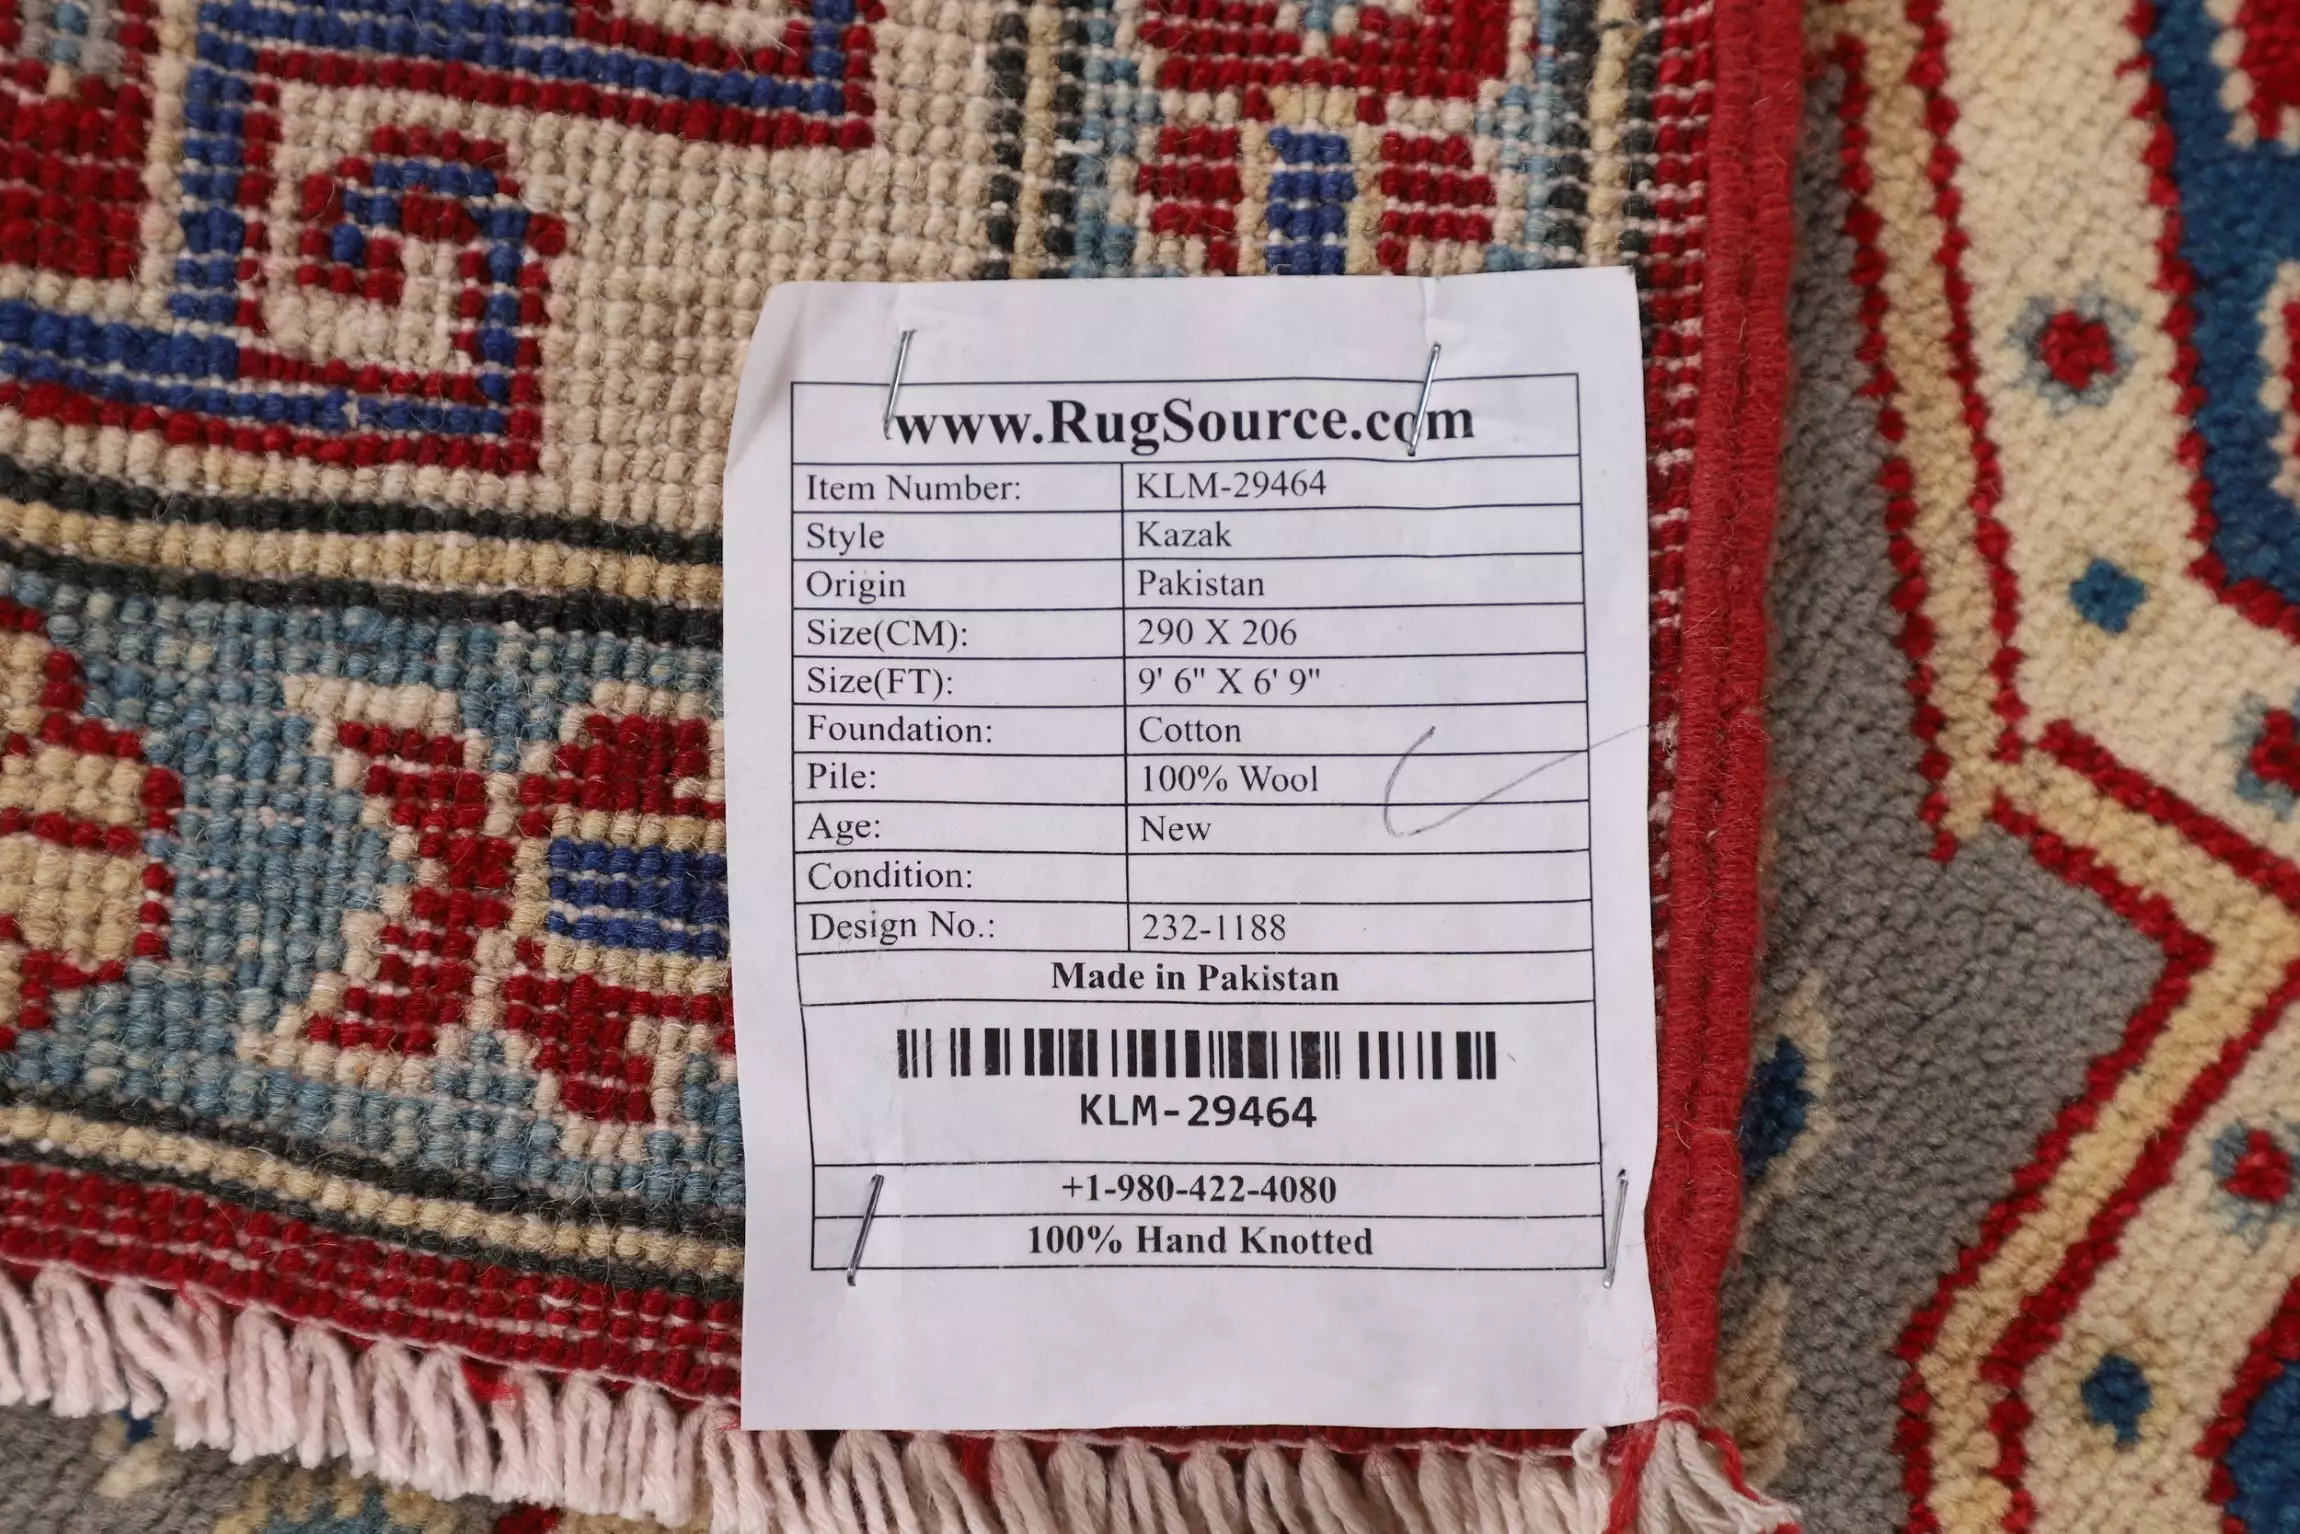 www.RugSource.com
Item Number: KLM-29464
Style Kazak
Origin Pakistan
Size(CM): 290 X 206
Size(FT): 9' 6" X 6' 9"
Foundation: Cotton
Pile: 100% Wool
Age: New
Condition:
Design No.: 232-1188
Made in Pakistan
KLM-29464
+1-980-422-4080
100% Hand Knotted